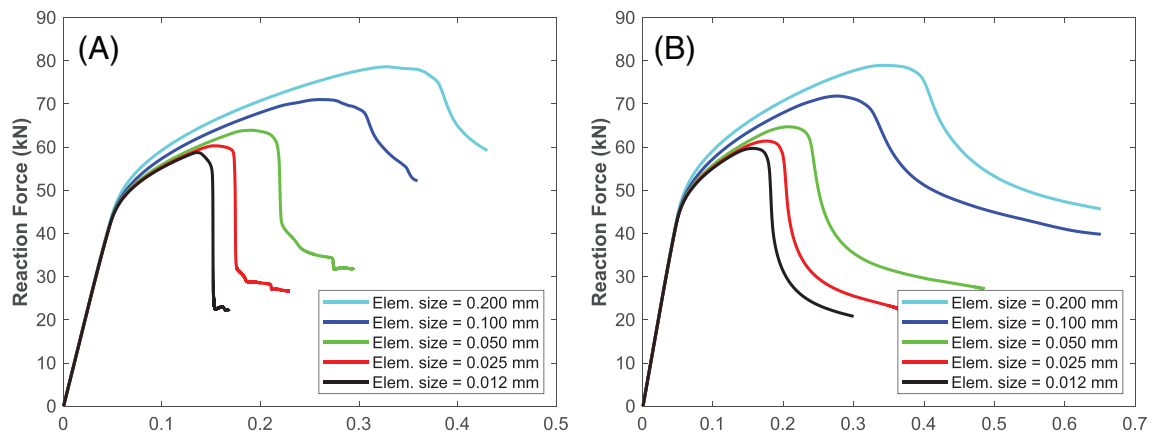 (A)
Reaction Force (kN)
90
80
70
60
50
40
30
20
10
0
0
0.1
0.2
0.3
0.4
0.5
Elem. size = 0.200 mm
Elem. size = 0.100 mm
Elem. size = 0.050 mm
Elem. size = 0.025 mm
Elem. size = 0.012 mm
(B)
Reaction Force (kN)
90
80
70
60
50
40
30
20
10
0
0
0.1
0.2
0.3
0.4
0.5
0.6
0.7
Elem. size = 0.200 mm
Elem. size = 0.100 mm
Elem. size = 0.050 mm
Elem. size = 0.025 mm
Elem. size = 0.012 mm